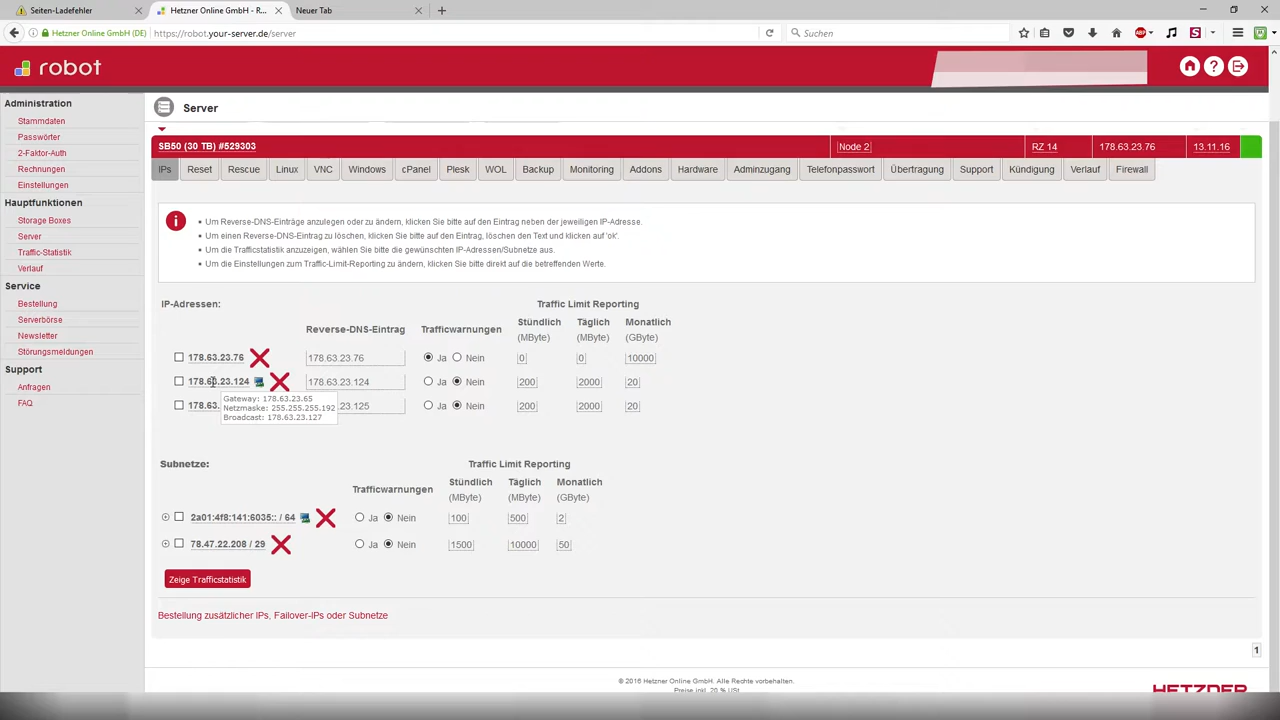 Seiten-Ladefehler
Hetzner Online GmbH - R...
Neuer Tab
Hetzner Online GmbH (DE)
https://robot.your-server.de/server
Suchen
robot
Administration
Stammdaten
Passwörter
2-Faktor-Auth
Rechnungen
Einstellungen
Hauptfunktionen
Storage Boxes
Server
Traffic-Statistik
Verlauf
Service
Bestellung
Serverbörse
Newsletter
Störungsmeldungen
Support
Anfragen
FAQ
Server
SB50 (30 TB) #529303 Node 2 RZ 14 178.63.23.76 13.11.16
IPs Reset Rescue Linux VNC Windows cPanel Plesk WOL Backup Monitoring Addons Hardware Adminzugang Telefonpasswort Übertragung Support Kündigung Verlauf Firewall
Um Reverse-DNS-Einträge anzulegen oder zu ändern, klicken Sie bitte auf den Eintrag neben der jeweiligen IP-Adresse.
Um einen Reverse-DNS-Eintrag zu löschen, klicken Sie bitte auf den Eintrag, löschen den Text und klicken auf 'ok'.
Um die Trafficstatistik anzuzeigen, wählen Sie bitte die gewünschten IP-Adressen/Subnetze aus.
Um die Einstellungen zum Traffic-Limit-Reporting zu ändern, klicken Sie bitte direkt auf die betreffenden Werte.
IP-Adressen: Traffic Limit Reporting
Reverse-DNS-Eintrag Trafficwarnungen Stündlich Täglich Monatlich
(MByte) (MByte) (GByte)
178.63.23.76 178.63.23.76 Ja Nein 0 0 10000
178.63.23.124 178.63.23.124 Ja Nein 200 2000 20
178.63. .23.125 Ja Nein 200 2000 20
Gateway: 178.63.23.65
Netzmaske: 255.255.255.192
Broadcast: 178.63.23.127
Subnetze: Traffic Limit Reporting
Trafficwarnungen Stündlich Täglich Monatlich
(MByte) (MByte) (GByte)
2a01:4f8:141:6035:: / 64 Ja Nein 100 500 2
78.47.22.208 / 29 Ja Nein 1500 10000 50
Zeige Trafficstatistik
Bestellung zusätzlicher IPs, Failover-IPs oder Subnetze
1
© 2016 Hetzner Online GmbH. Alle Rechte vorbehalten.
Preise inkl. 20 % USt.
HETZNER